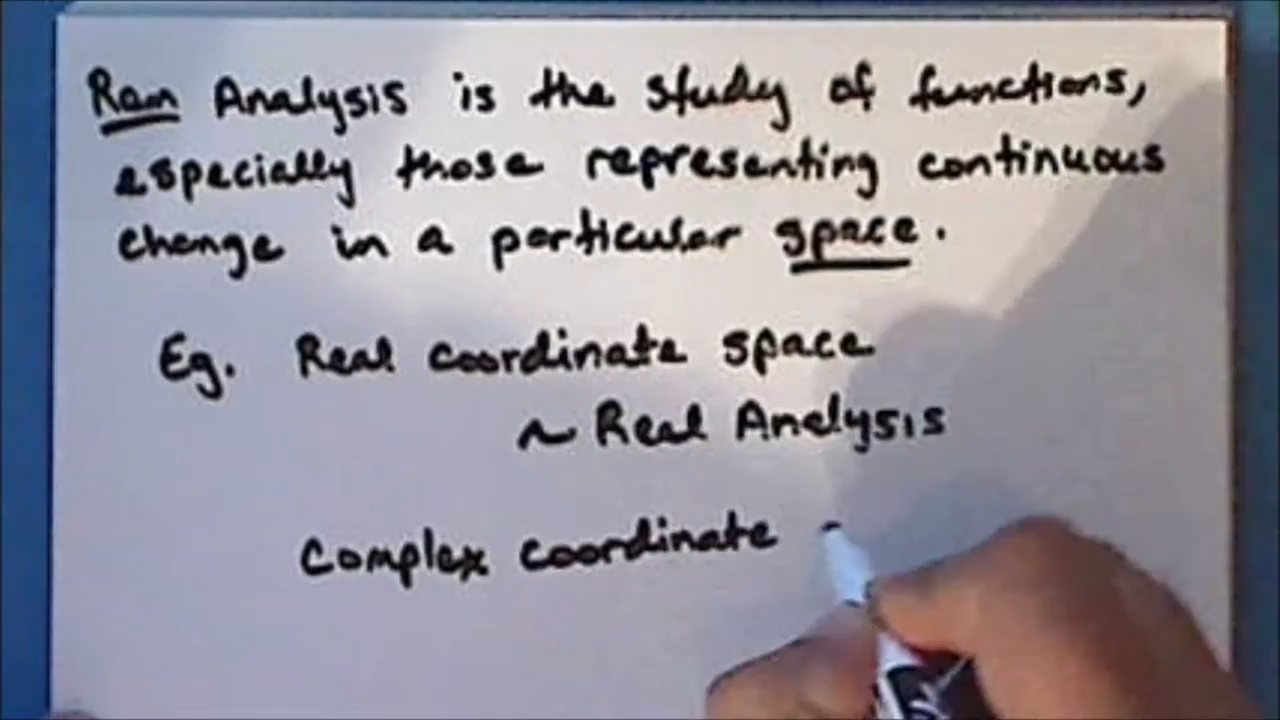 Ram Analysis is the study of functions,
especially those representing continuous
change in a particular space.
Eg. Real coordinate space
~ Real Analysis
Complex coordinate